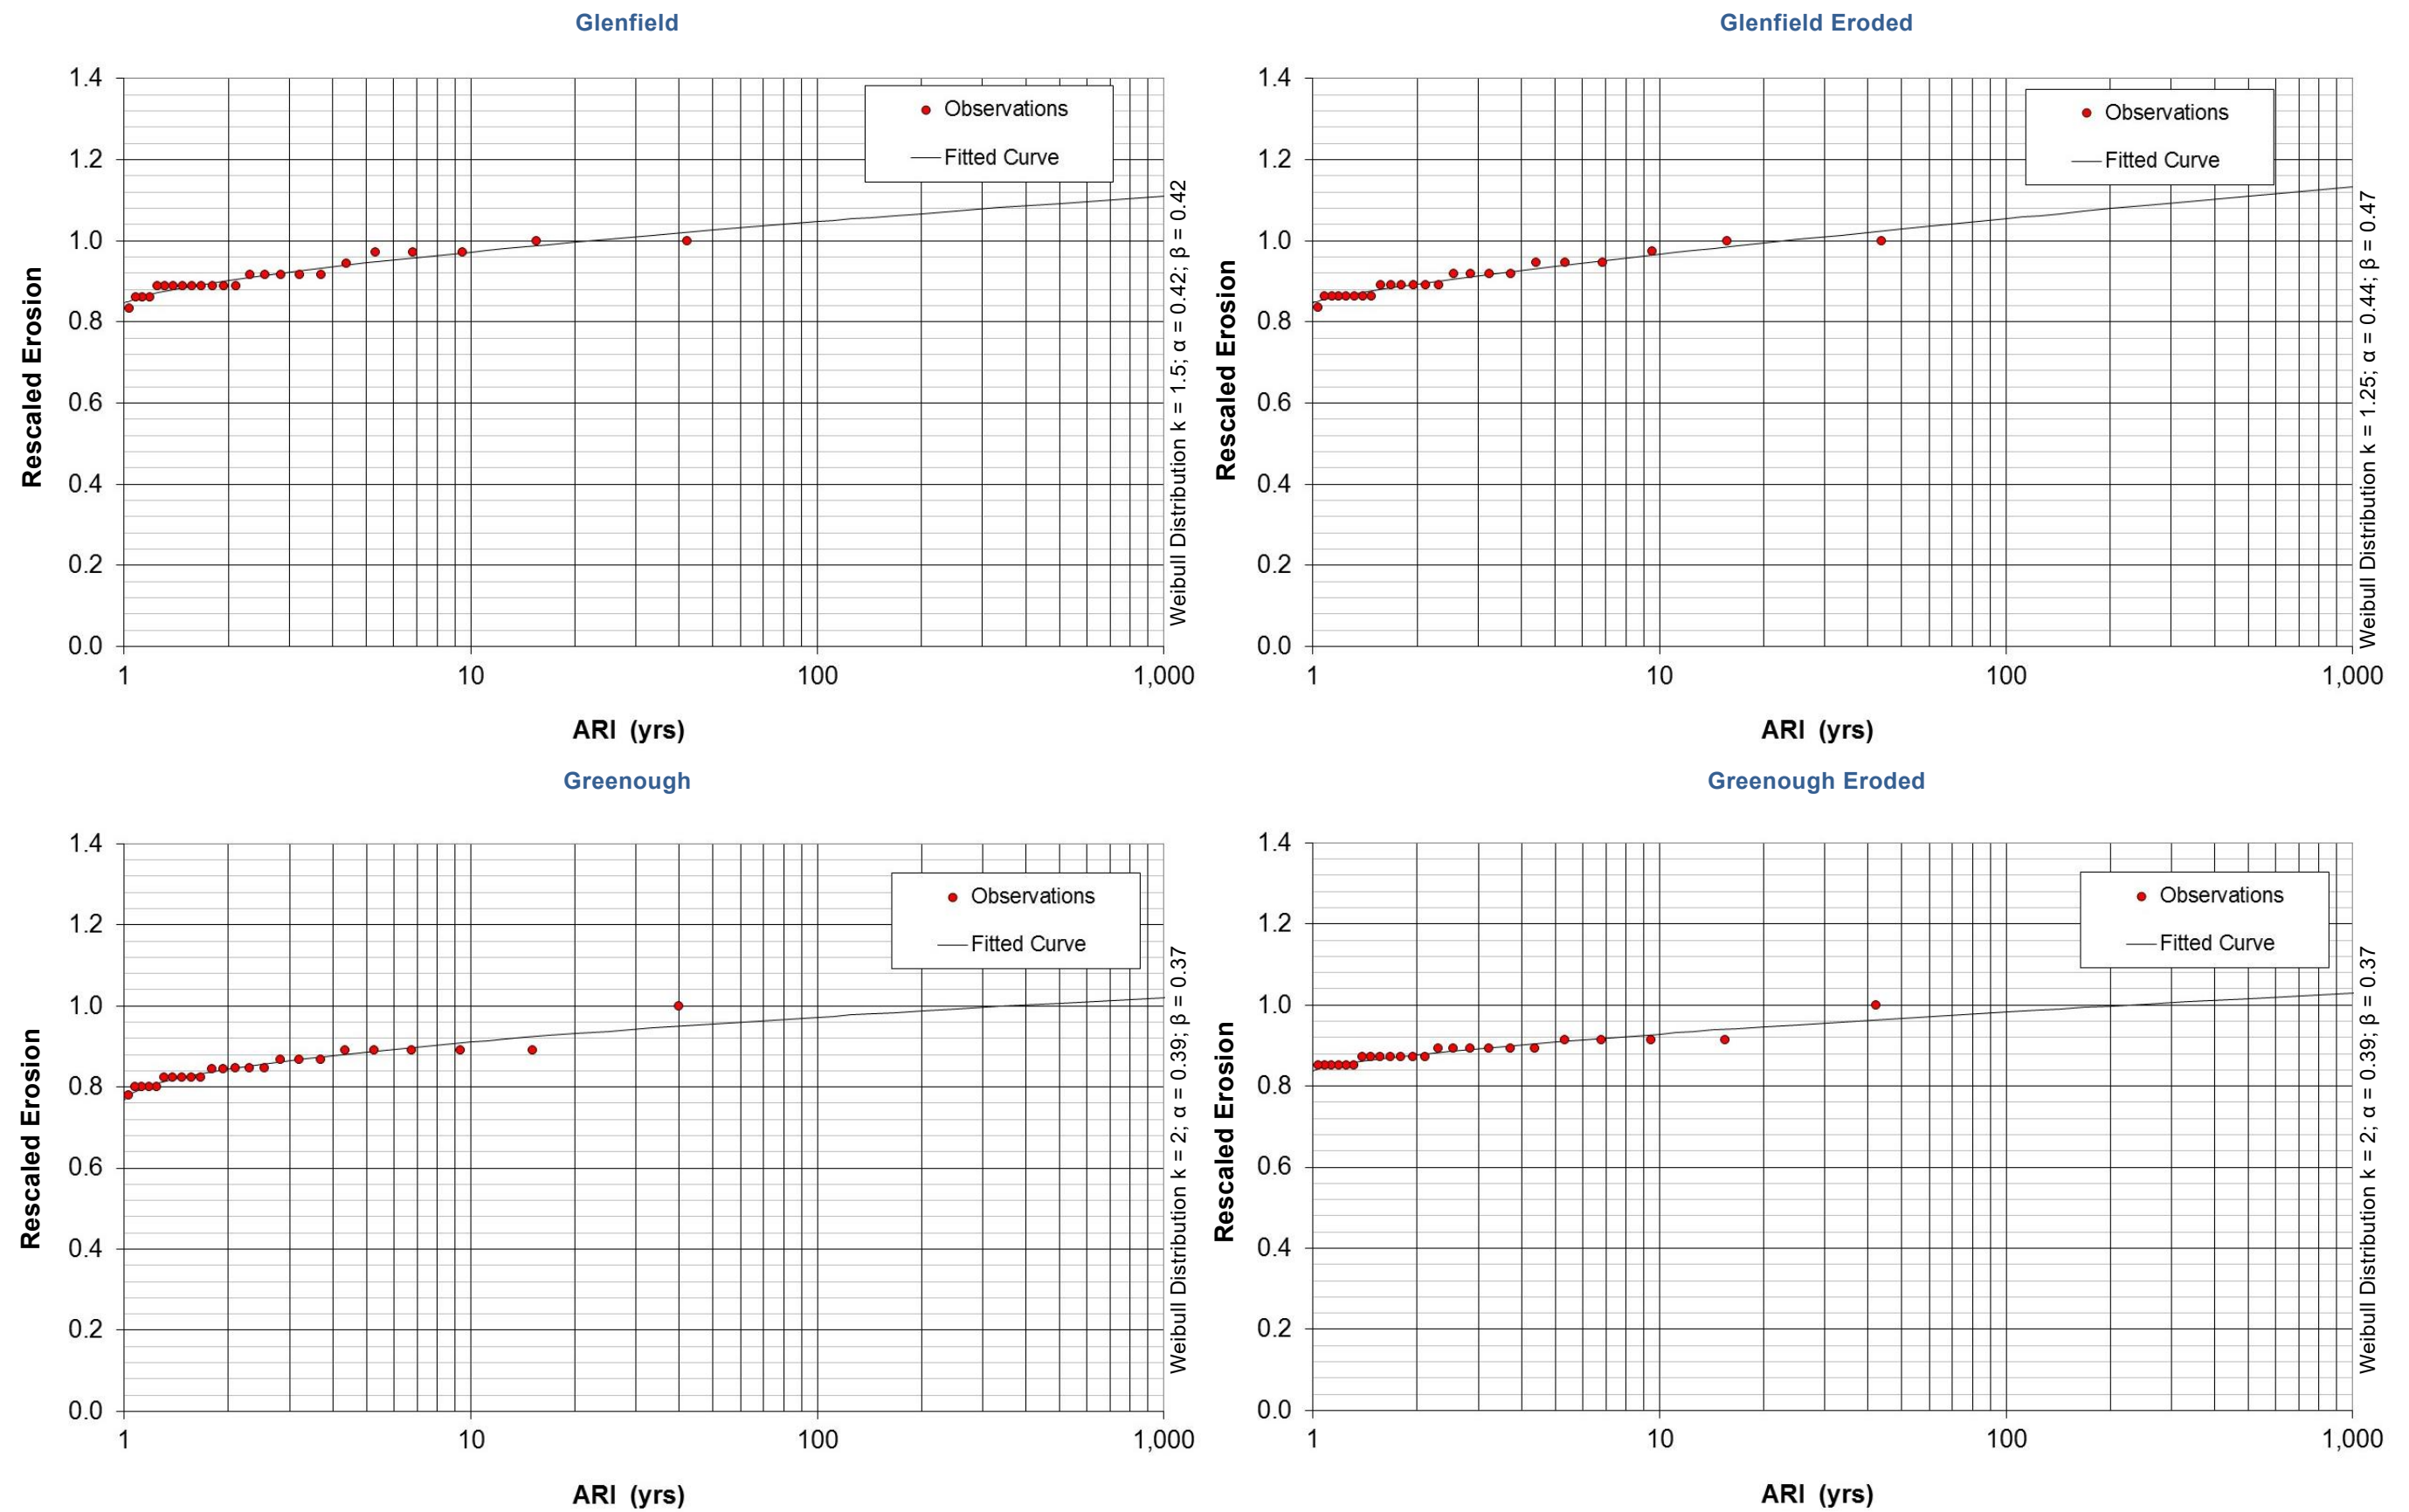 Glenfield
1.4
1.2
1.0
0.8
0.6
0.4
0.2
0.0
Rescaled Erosion
Observations
Fitted Curve
Weibull Distribution k = 1.5; α = 0.42; β = 0.42
1 10 100 1,000
ARI (yrs)
Glenfield Eroded
1.4
1.2
1.0
0.8
0.6
0.4
0.2
0.0
Rescaled Erosion
Observations
Fitted Curve
Weibull Distribution k = 1.25; α = 0.44; β = 0.47
1 10 100 1,000
ARI (yrs)
Greenough
1.4
1.2
1.0
0.8
0.6
0.4
0.2
0.0
Rescaled Erosion
Observations
Fitted Curve
Weibull Distribution k = 2; α = 0.39; β = 0.37
1 10 100 1,000
ARI (yrs)
Greenough Eroded
1.4
1.2
1.0
0.8
0.6
0.4
0.2
0.0
Rescaled Erosion
Observations
Fitted Curve
Weibull Distribution k = 2; α = 0.39; β = 0.37
1 10 100 1,000
ARI (yrs)